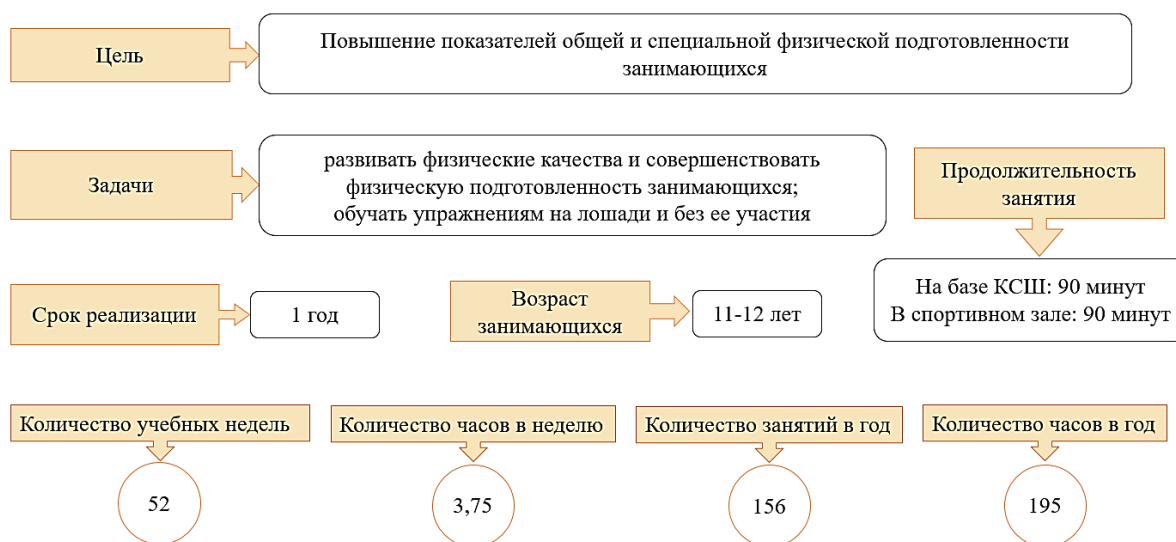 Цель
Повышение показателей общей и специальной физической подготовленности
занимающихся
Задачи
развивать физические качества и совершенствовать
физическую подготовленность занимающихся;
обучать упражнениям на лошади и без ее участия
Продолжительность
занятия
На базе КСШ: 90 минут
В спортивном зале: 90 минут
Срок реализации
1 год
Возраст
занимающихся
11-12 лет
Количество учебных недель
52
Количество часов в неделю
3,75
Количество занятий в год
156
Количество часов в год
195